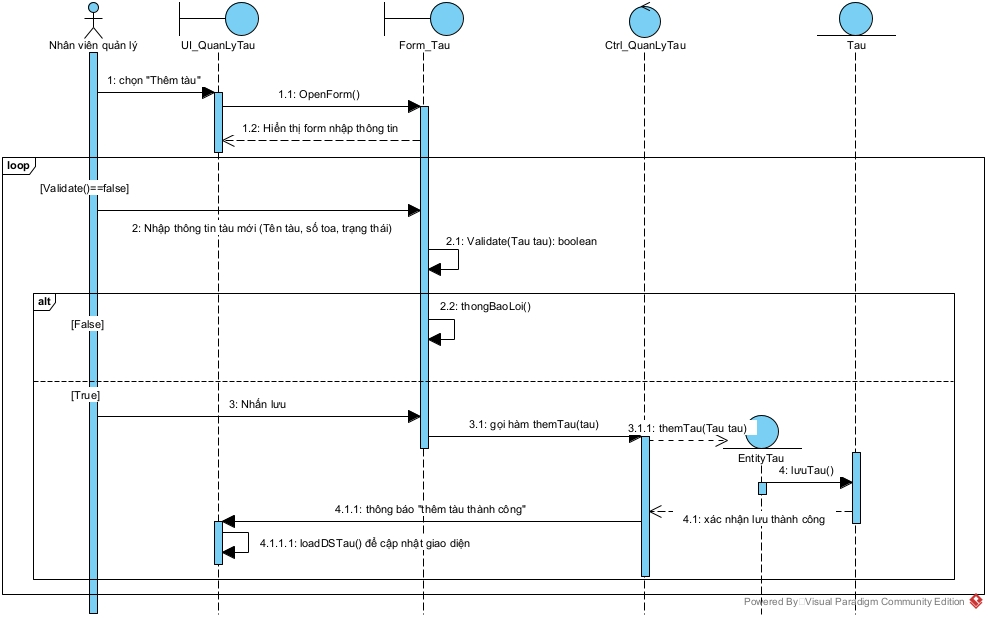 Nhân viên quản lý
UI_QuanLyTau
Form_Tau
Ctrl_QuanLyTau
Tau
1: chọn "Thêm tàu"
1.1: OpenForm()
1.2: Hiển thị form nhập thông tin
loop
[Validate()==false]
2: Nhập thông tin tàu mới (Tên tàu, số toa, trạng thái)
2.1: Validate(Tau tau): boolean
alt
2.2: thongBaoLoi()
[False]
[True]
3: Nhấn lưu
3.1: gọi hàm themTau(tau)
3.1.1: themTau(Tau tau)
EntityTau
4: lưuTau()
4.1.1: thông báo "thêm tàu thành công"
4.1: xác nhận lưu thành công
4.1.1.1: loadDSTau() để cập nhật giao diện
Powered By Visual Paradigm Community Edition